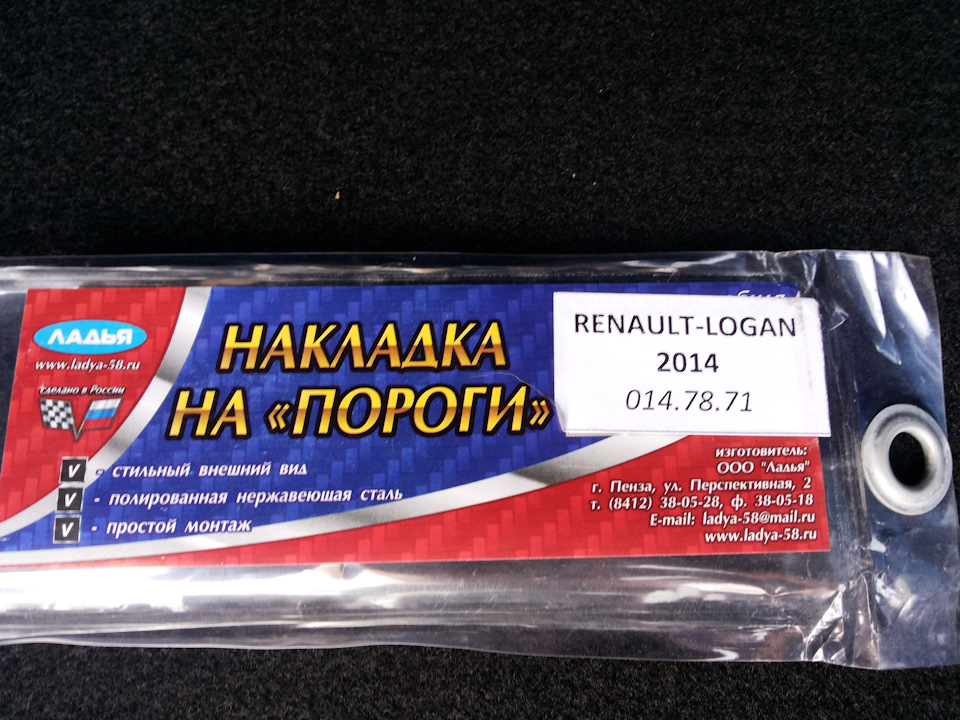 ЛАДЬЯ
www.ladya-58.ru
сделано в России
НАКЛАДКА
НА «ПОРОГИ»
V - стильный внешний вид
V - полированная нержавеющая сталь
V - простой монтаж
RENAULT-LOGAN
2014
014.78.71
изготовитель:
ООО "Ладья"
г. Пенза, ул. Перспективная, 2
т. (8412) 38-05-28, ф. 38-05-18
E-mail: ladya-58@mail.ru
www.ladya-58.ru